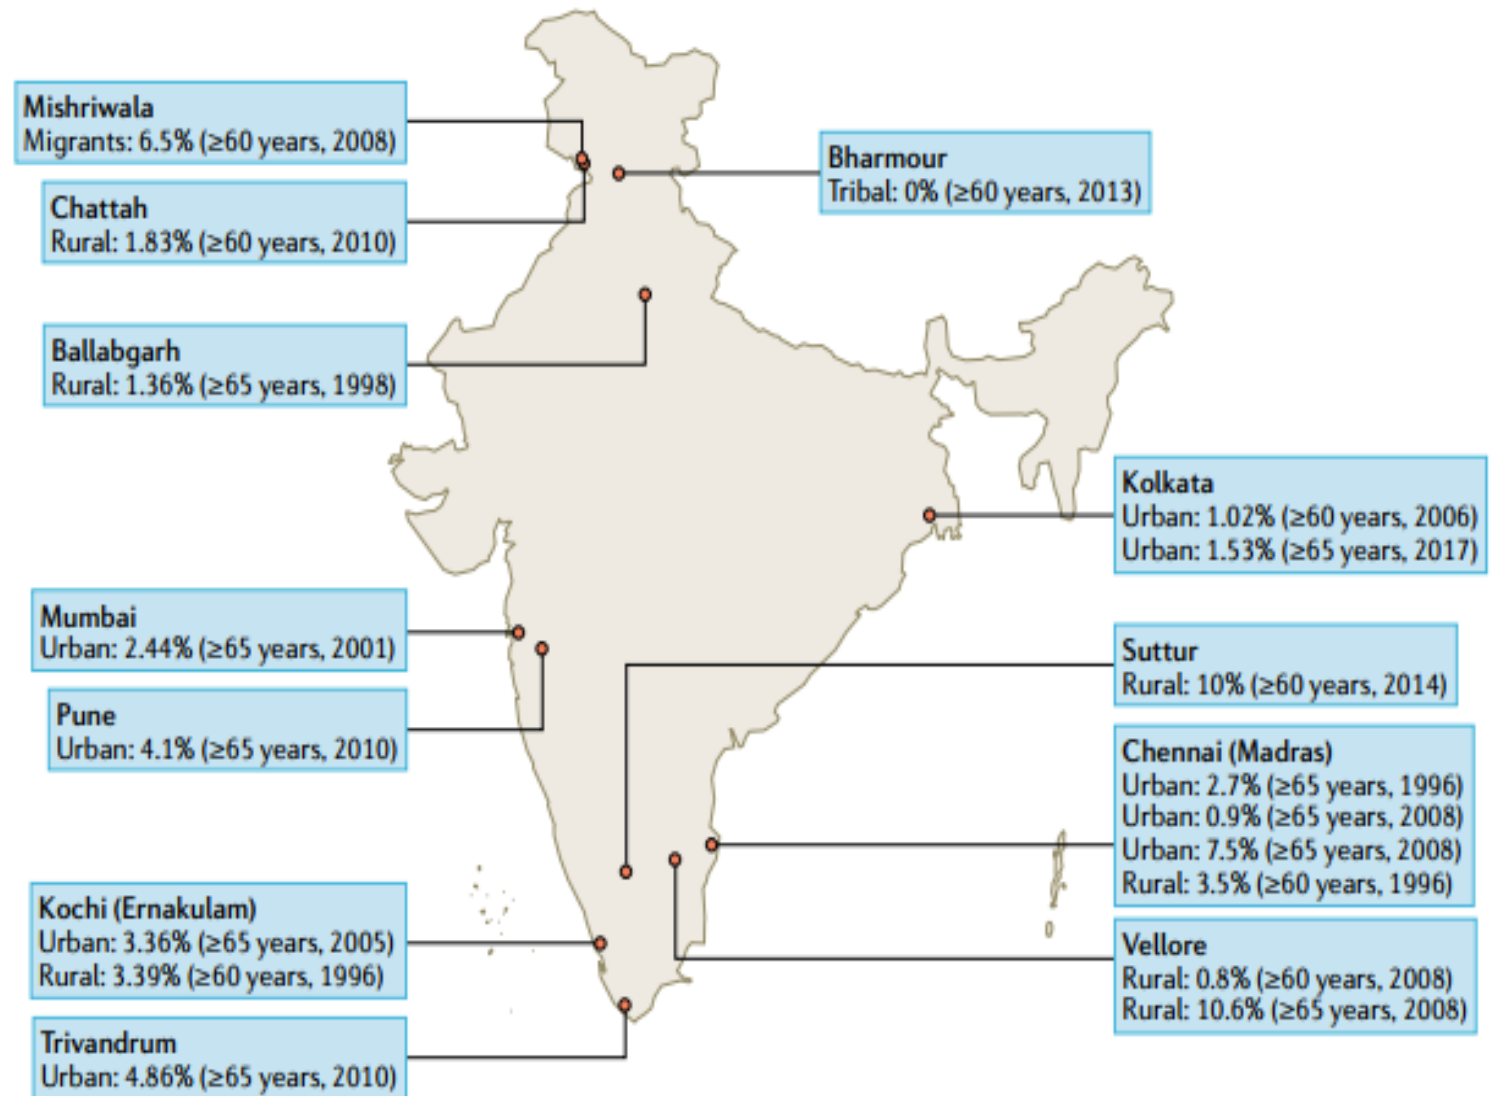 Mishriwala
Migrants: 6.5% (≥60 years, 2008)
Chattah
Rural: 1.83% (≥60 years, 2010)
Ballabgarh
Rural: 1.36% (≥65 years, 1998)
Mumbai
Urban: 2.44% (≥65 years, 2001)
Pune
Urban: 4.1% (≥65 years, 2010)
Kochi (Ernakulam)
Urban: 3.36% (≥65 years, 2005)
Rural: 3.39% (≥60 years, 1996)
Trivandrum
Urban: 4.86% (≥65 years, 2010)
Bharmour
Tribal: 0% (≥60 years, 2013)
Kolkata
Urban: 1.02% (≥60 years, 2006)
Urban: 1.53% (≥65 years, 2017)
Suttur
Rural: 10% (≥60 years, 2014)
Chennai (Madras)
Urban: 2.7% (≥65 years, 1996)
Urban: 0.9% (≥65 years, 2008)
Urban: 7.5% (≥65 years, 2008)
Rural: 3.5% (≥60 years, 1996)
Vellore
Rural: 0.8% (≥60 years, 2008)
Rural: 10.6% (≥65 years, 2008)